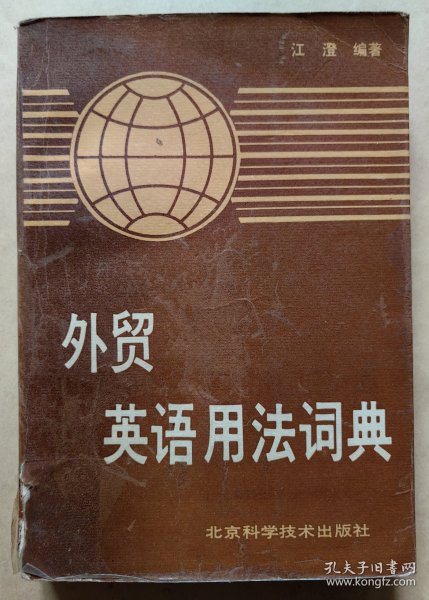 江澄 编著
外贸
英语用法词典
北京科学技术出版社
孔夫子旧书网
www.kongfz.com